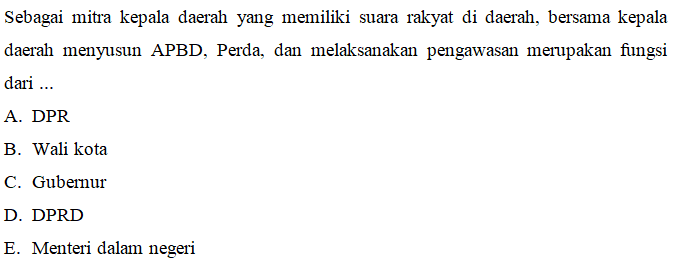 Sebagai mitra kepala daerah yang memiliki suara rakyat di daerah, bersama kepala
daerah menyusun APBD, Perda, dan melaksanakan pengawasan merupakan fungsi
dari ...
A. DPR
B. Wali kota
C. Gubernur
D. DPRD
E. Menteri dalam negeri